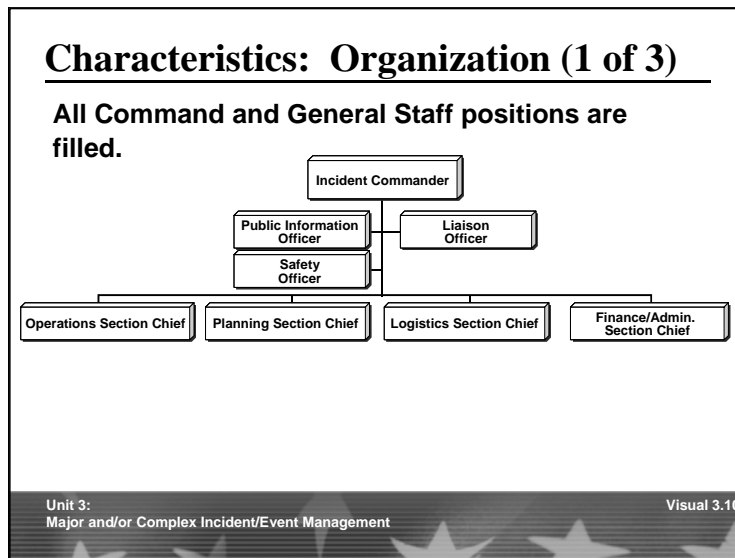 Characteristics: Organization (1 of 3)
All Command and General Staff positions are
filled.
Incident Commander
Public Information
Officer
Liaison
Officer
Safety
Officer
Operations Section Chief
Planning Section Chief
Logistics Section Chief
Finance/Admin.
Section Chief
Unit 3:
Major and/or Complex Incident/Event Management
Visual 3.10